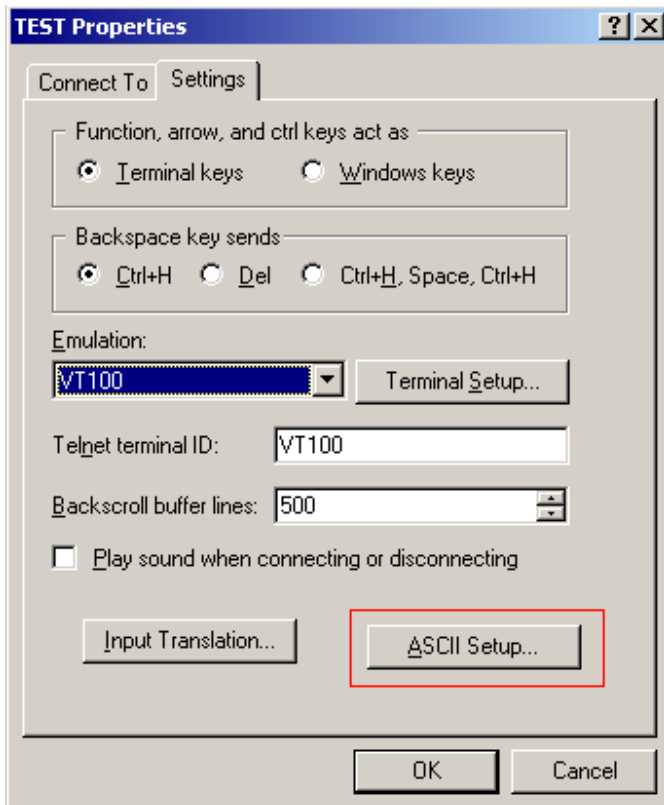 TEST Properties
Connect To Settings
Function, arrow, and ctrl keys act as
Terminal keys Windows keys
Backspace key sends
Ctrl+H Del Ctrl+H, Space, Ctrl+H
Emulation:
VT100 Terminal Setup...
Telnet terminal ID: VT100
Backscroll buffer lines: 500
Play sound when connecting or disconnecting
Input Translation... ASCII Setup...
OK Cancel